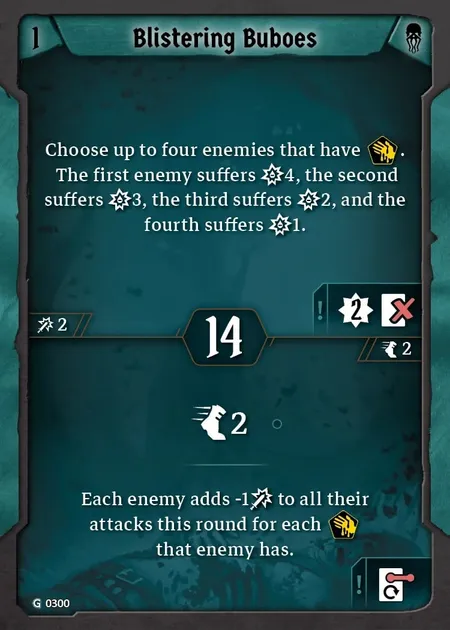 1
Blistering Buboes
Choose up to four enemies that have .
The first enemy suffers 4, the second
suffers 3, the third suffers 2, and the
fourth suffers 1.
! 2
2
14
2
2
Each enemy adds -1 to all their
attacks this round for each
that enemy has.
!
G 0300